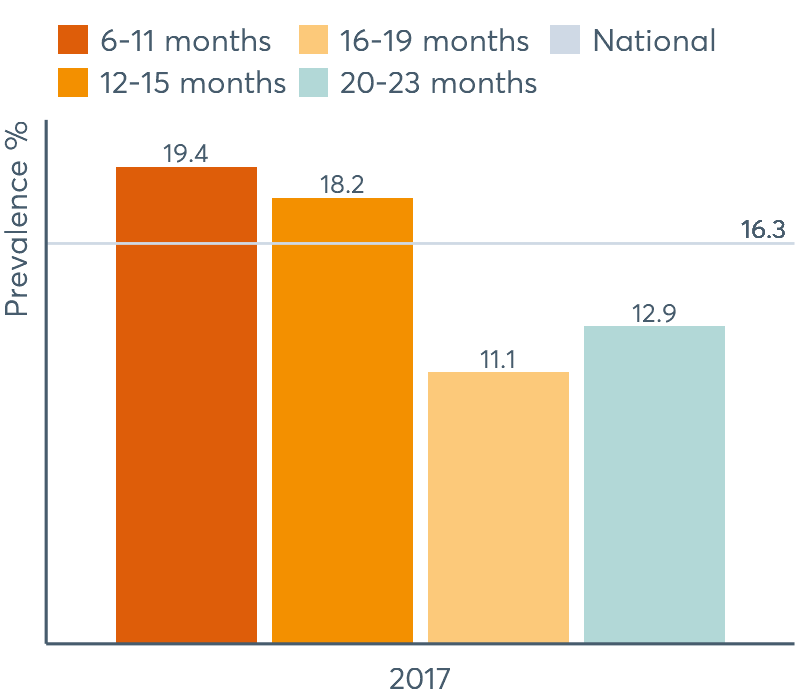 6-11 months 16-19 months National
12-15 months 20-23 months
Prevalence %
19.4
18.2
16.3
12.9
11.1
2017